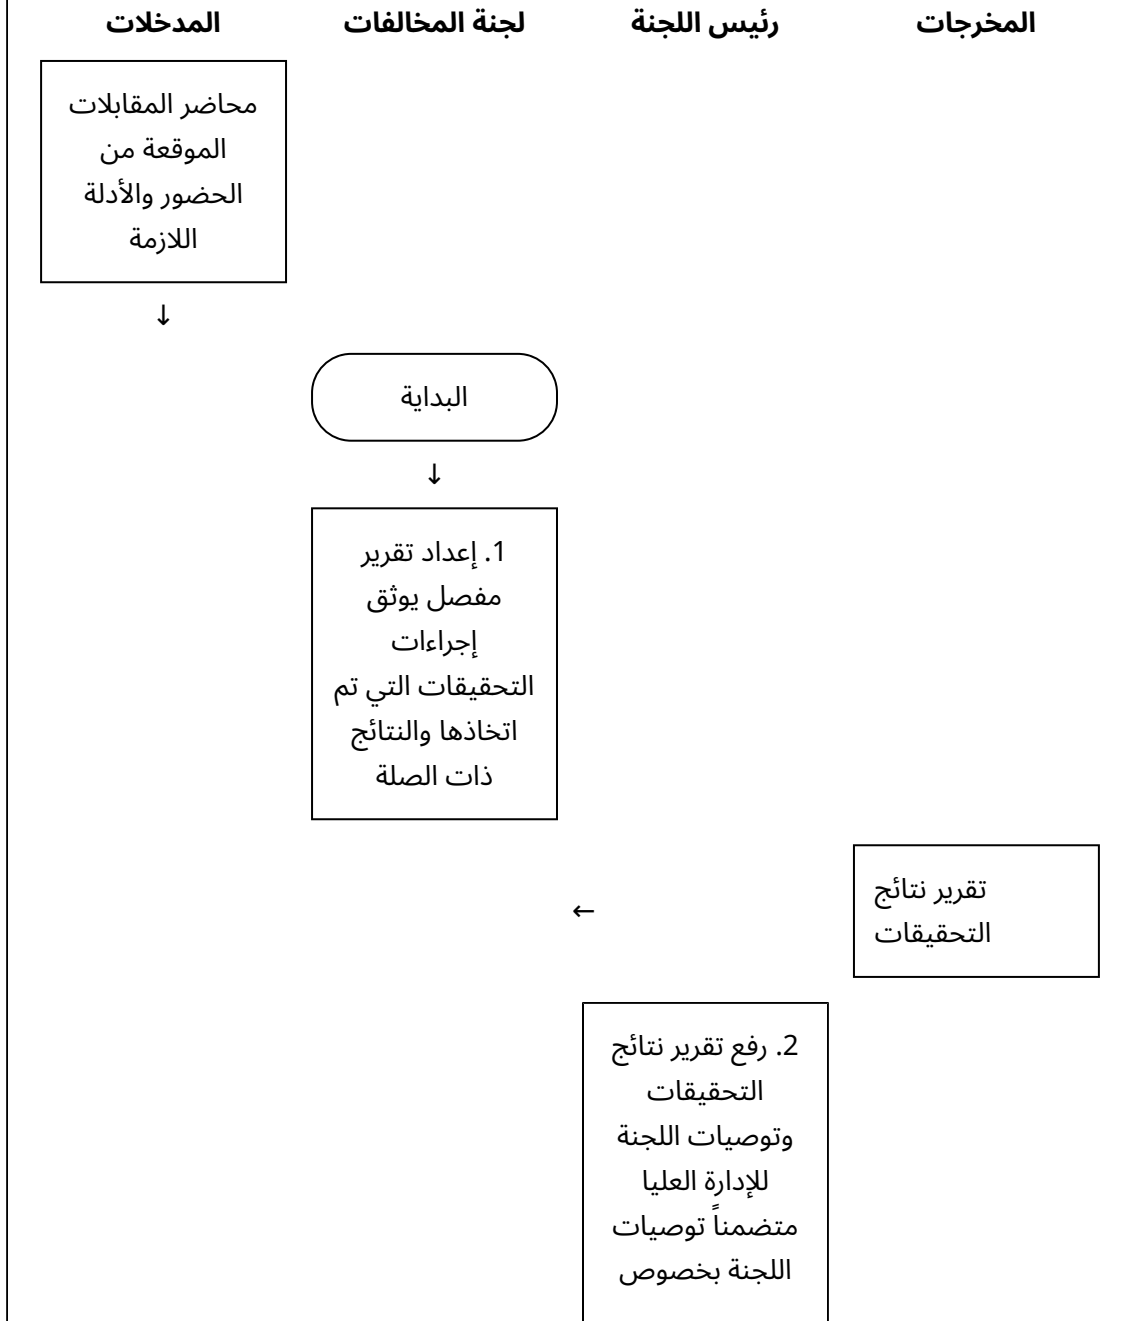 المدخلات
لجنة المخالفات
رئيس اللجنة
المخرجات
محاضر المقابلات
الموقعة من
الحضور والأدلة
اللازمة
↓
البداية
↓
1. إعداد تقرير
مفصل يوثق
إجراءات
التحقيقات التي تم
اتخاذها والنتائج
ذات الصلة
←
تقرير نتائج
التحقيقات
2. رفع تقرير نتائج
التحقيقات
وتوصيات اللجنة
للإدارة العليا
متضمناً توصيات
اللجنة بخصوص